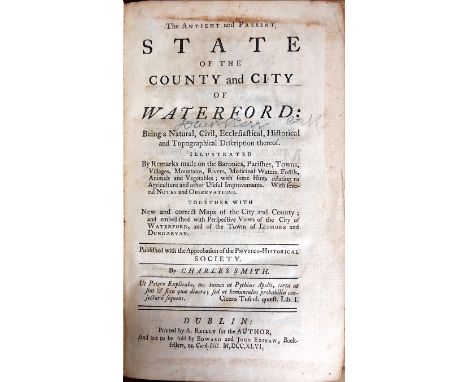 The ANTIENT and PRESENT
STATE
OF THE
COUNTY and CITY
OF
WATERFORD:
Being a Natural, Civil, Ecclesiastical, Historical
and Topographical Description thereof.
ILLUSTRATED
By Remarks made on the Baronies, Parishes, Towns,
Villages, Mountains, Rivers, Medicinal Waters, Fossils,
Animals and Vegetables; with some Hints relating to
Agriculture and other Useful Improvements. With several
NOTES and OBSERVATIONS.
TOGETHER WITH
New and correct Maps of the City and County;
and embellished with Perspective Views of the City of
WATERFORD, and of the Towns of LISMORE and
DUNGARVAN.
Published with the Approbation of the PHYSICO-HISTORICAL
SOCIETY.
By CHARLES SMITH.
Ut Potero Explicabo, nec tamen ut Pythius Apollo, certa ut
sint & fixa quæ dixero; sed ut homunculus probabilia con-
jectura sequens. Cicero Tuscul. quæst. Lib. I.
DUBLIN:
Printed by A. REILLY for the AUTHOR,
And are to be sold by EDWARD and JOHN EXSHAW, Book-
sellers, on Cork-hill. M,DCC,XLVI.